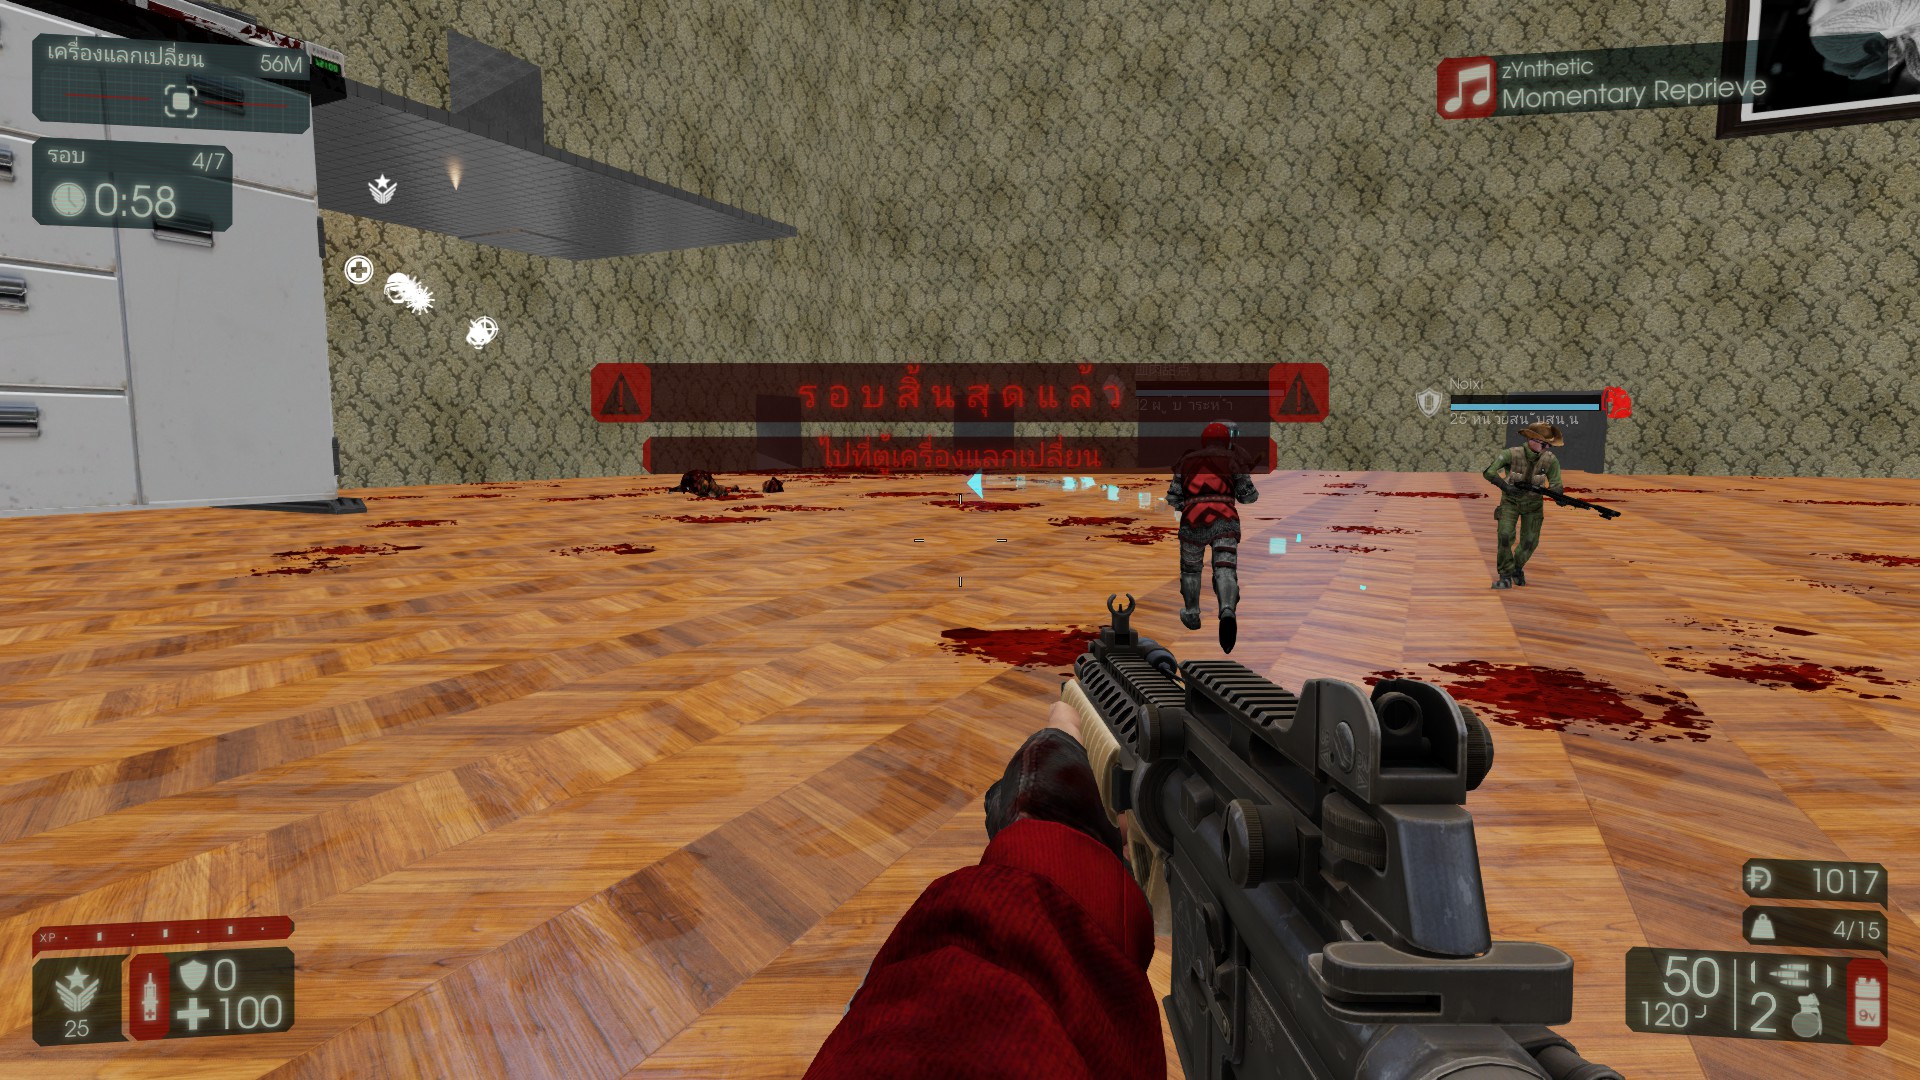 เครื่องแลกเปลี่ยน
56M
รอบ
4/7
0:58
zYnthetic
Momentary Reprieve
รอบสิ้นสุดแล้ว
ไปที่ตู้เครื่องแลกเปลี่ยน
Noixi
XP
25
0
100
1017
4/15
50
120
2
9v